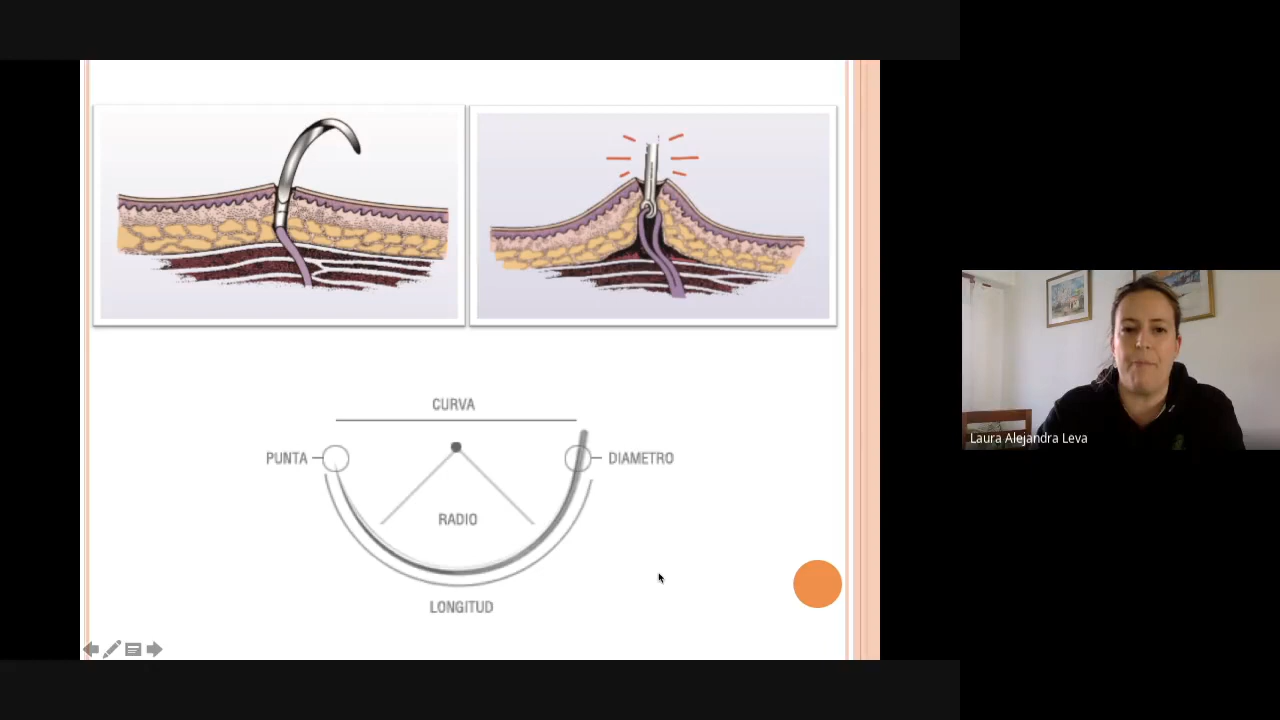 CURVA
PUNTA
DIAMETRO
RADIO
LONGITUD
Laura Alejandra Leva